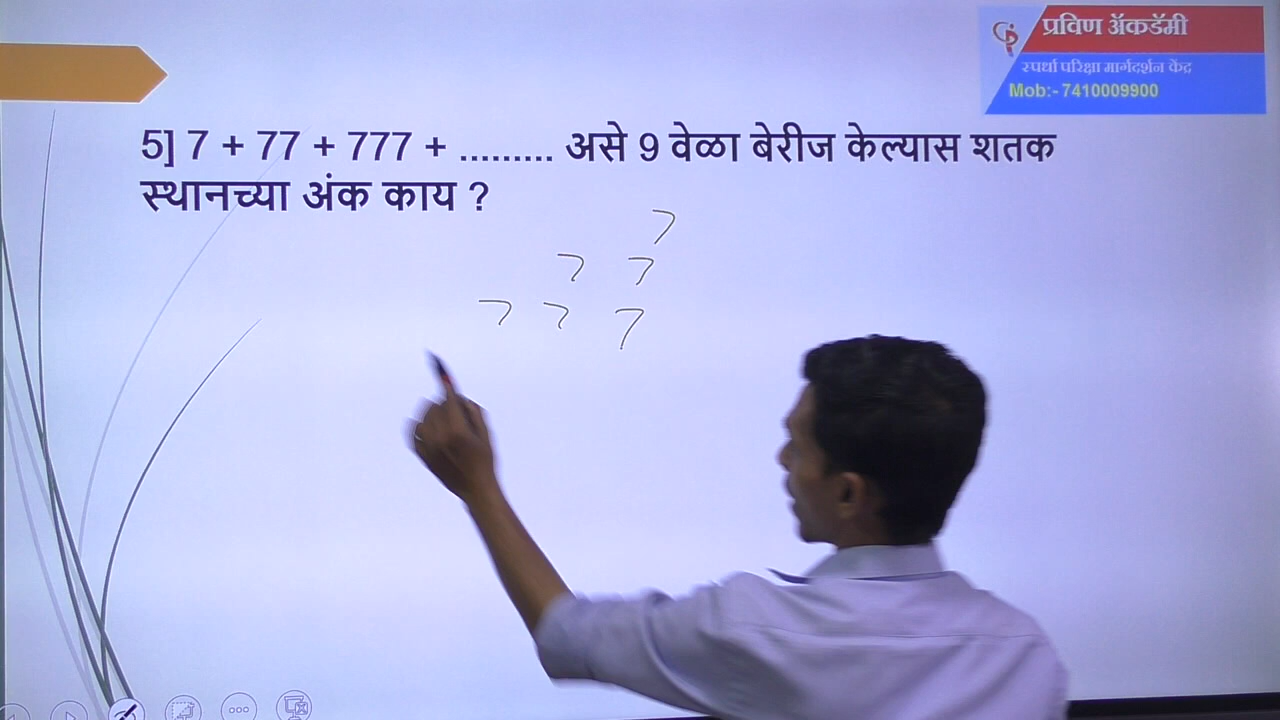 प्रविण ॲकडॅमी
स्पर्धा परिक्षा मार्गदर्शन केंद्र
Mob:- 7410009900
5] 7 + 77 + 777 + ......... असे 9 वेळा बेरीज केल्यास शतक
स्थानच्या अंक काय ?
7
7 7
7 7 7